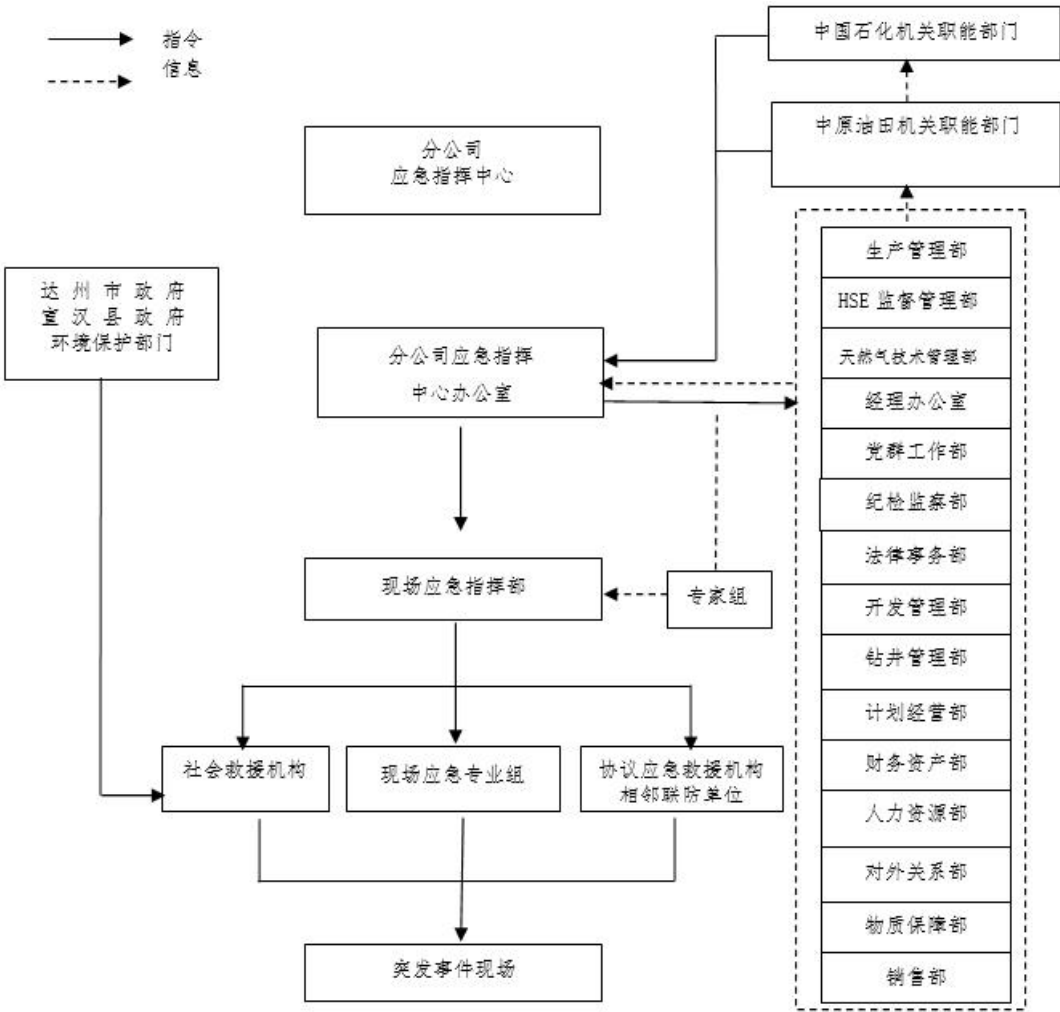 指令
信息
中国石化机关职能部门
中原油田机关职能部门
分公司
应急指挥中心
生产管理部
达州市政府
宣汉县政府
环境保护部门
HSE 监督管理部
分公司应急指挥
中心办公室
天然气技术管理部
经理办公室
党群工作部
纪检监察部
法律事务部
现场应急指挥部
专家组
开发管理部
钻井管理部
计划经营部
社会救援机构
现场应急专业组
协议应急救援机构
相邻联防单位
财务资产部
人力资源部
对外关系部
物质保障部
突发事件现场
销售部